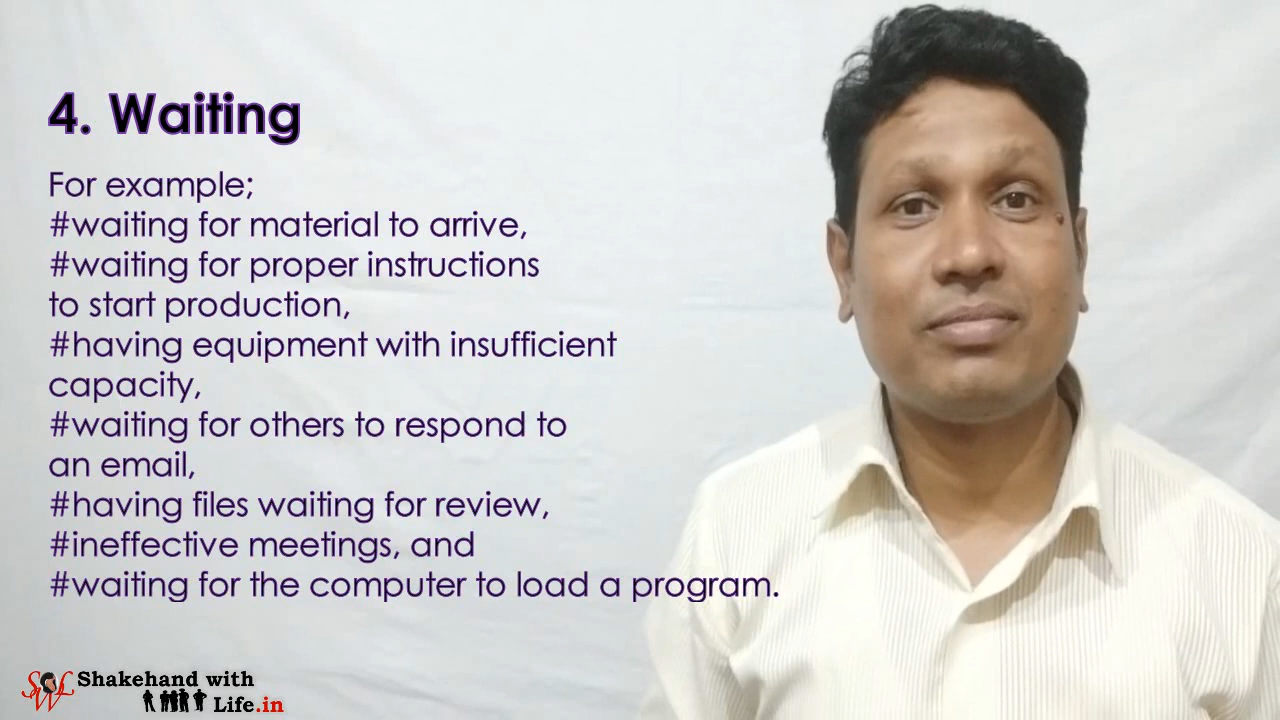 4. Waiting
For example;
#waiting for material to arrive,
#waiting for proper instructions
to start production,
#having equipment with insufficient
capacity,
#waiting for others to respond to
an email,
#having files waiting for review,
#ineffective meetings, and
#waiting for the computer to load a program.
SWL Shakehand with
Life.in